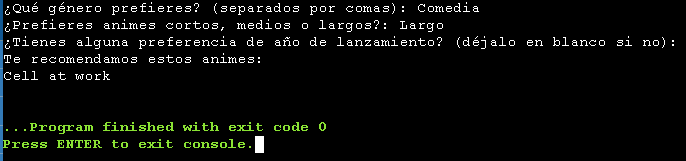 ¿Qué género prefieres? (separados por comas): Comedia
¿Prefieres animes cortos, medios o largos?: Largo
¿Tienes alguna preferencia de año de lanzamiento? (déjalo en blanco si no):
Te recomendamos estos animes:
Cell at work
...Program finished with exit code 0
Press ENTER to exit console.